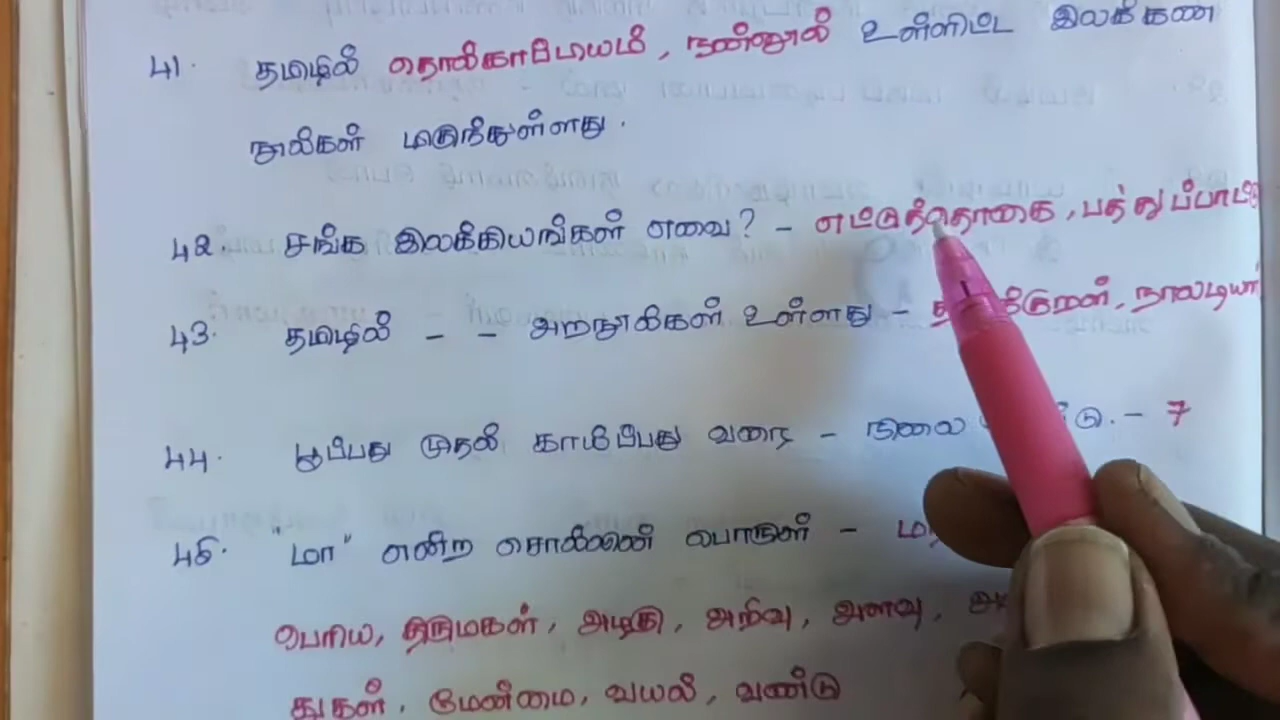 41. தமிழில் தொல்காப்பியம், நன்னூல் உள்ளிட்ட இலக்கண
நூல்கள் மிகுந்துள்ளது.
42. சங்க இலக்கியங்கள் எவை? - எட்டுத்தொகை, பத்துப்பாட்டு
43. தமிழில் - - அறநூல்கள் உள்ளது - நாலடியார்
44. பூப்பது முதல் காய்ப்பது வரை - நிலை - 7
45. "மா" என்ற சொல்லின் பொருள் -
பெரிய, திருமகள், அழகு, அறிவு, அளவு,
துகள், மேன்மை, வயல், வண்டு